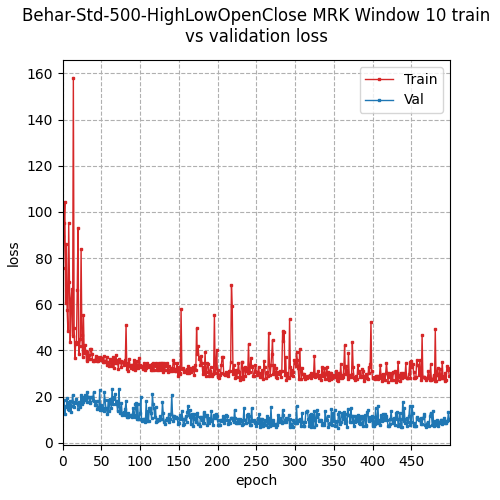 Behar-Std-500-HighLowOpenClose MRK Window 10 train
vs validation loss
Train
Val
160
140
120
100
80
60
40
20
0
loss
0 50 100 150 200 250 300 350 400 450
epoch